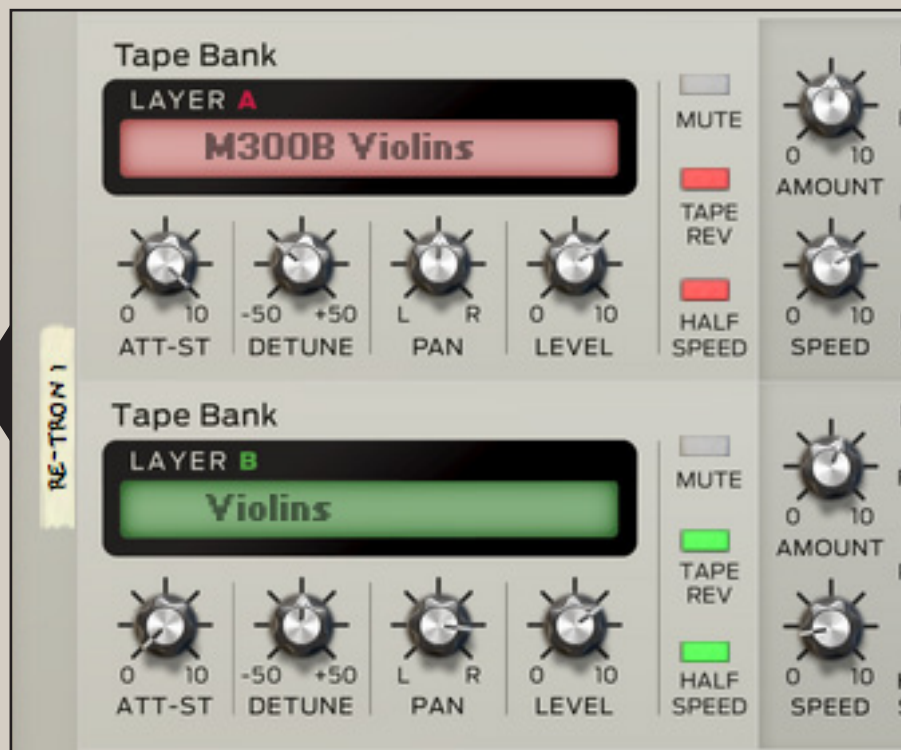 Tape Bank
LAYER A
M300B Violins
0 10 -50 +50 L R 0 10
ATT-ST DETUNE PAN LEVEL
MUTE
TAPE
REV
HALF
SPEED
0 10
AMOUNT
0 10
SPEED
RE-TRON 1
Tape Bank
LAYER B
Violins
0 10 -50 +50 L R 0 10
ATT-ST DETUNE PAN LEVEL
MUTE
TAPE
REV
HALF
SPEED
0 10
AMOUNT
0 10
SPEED